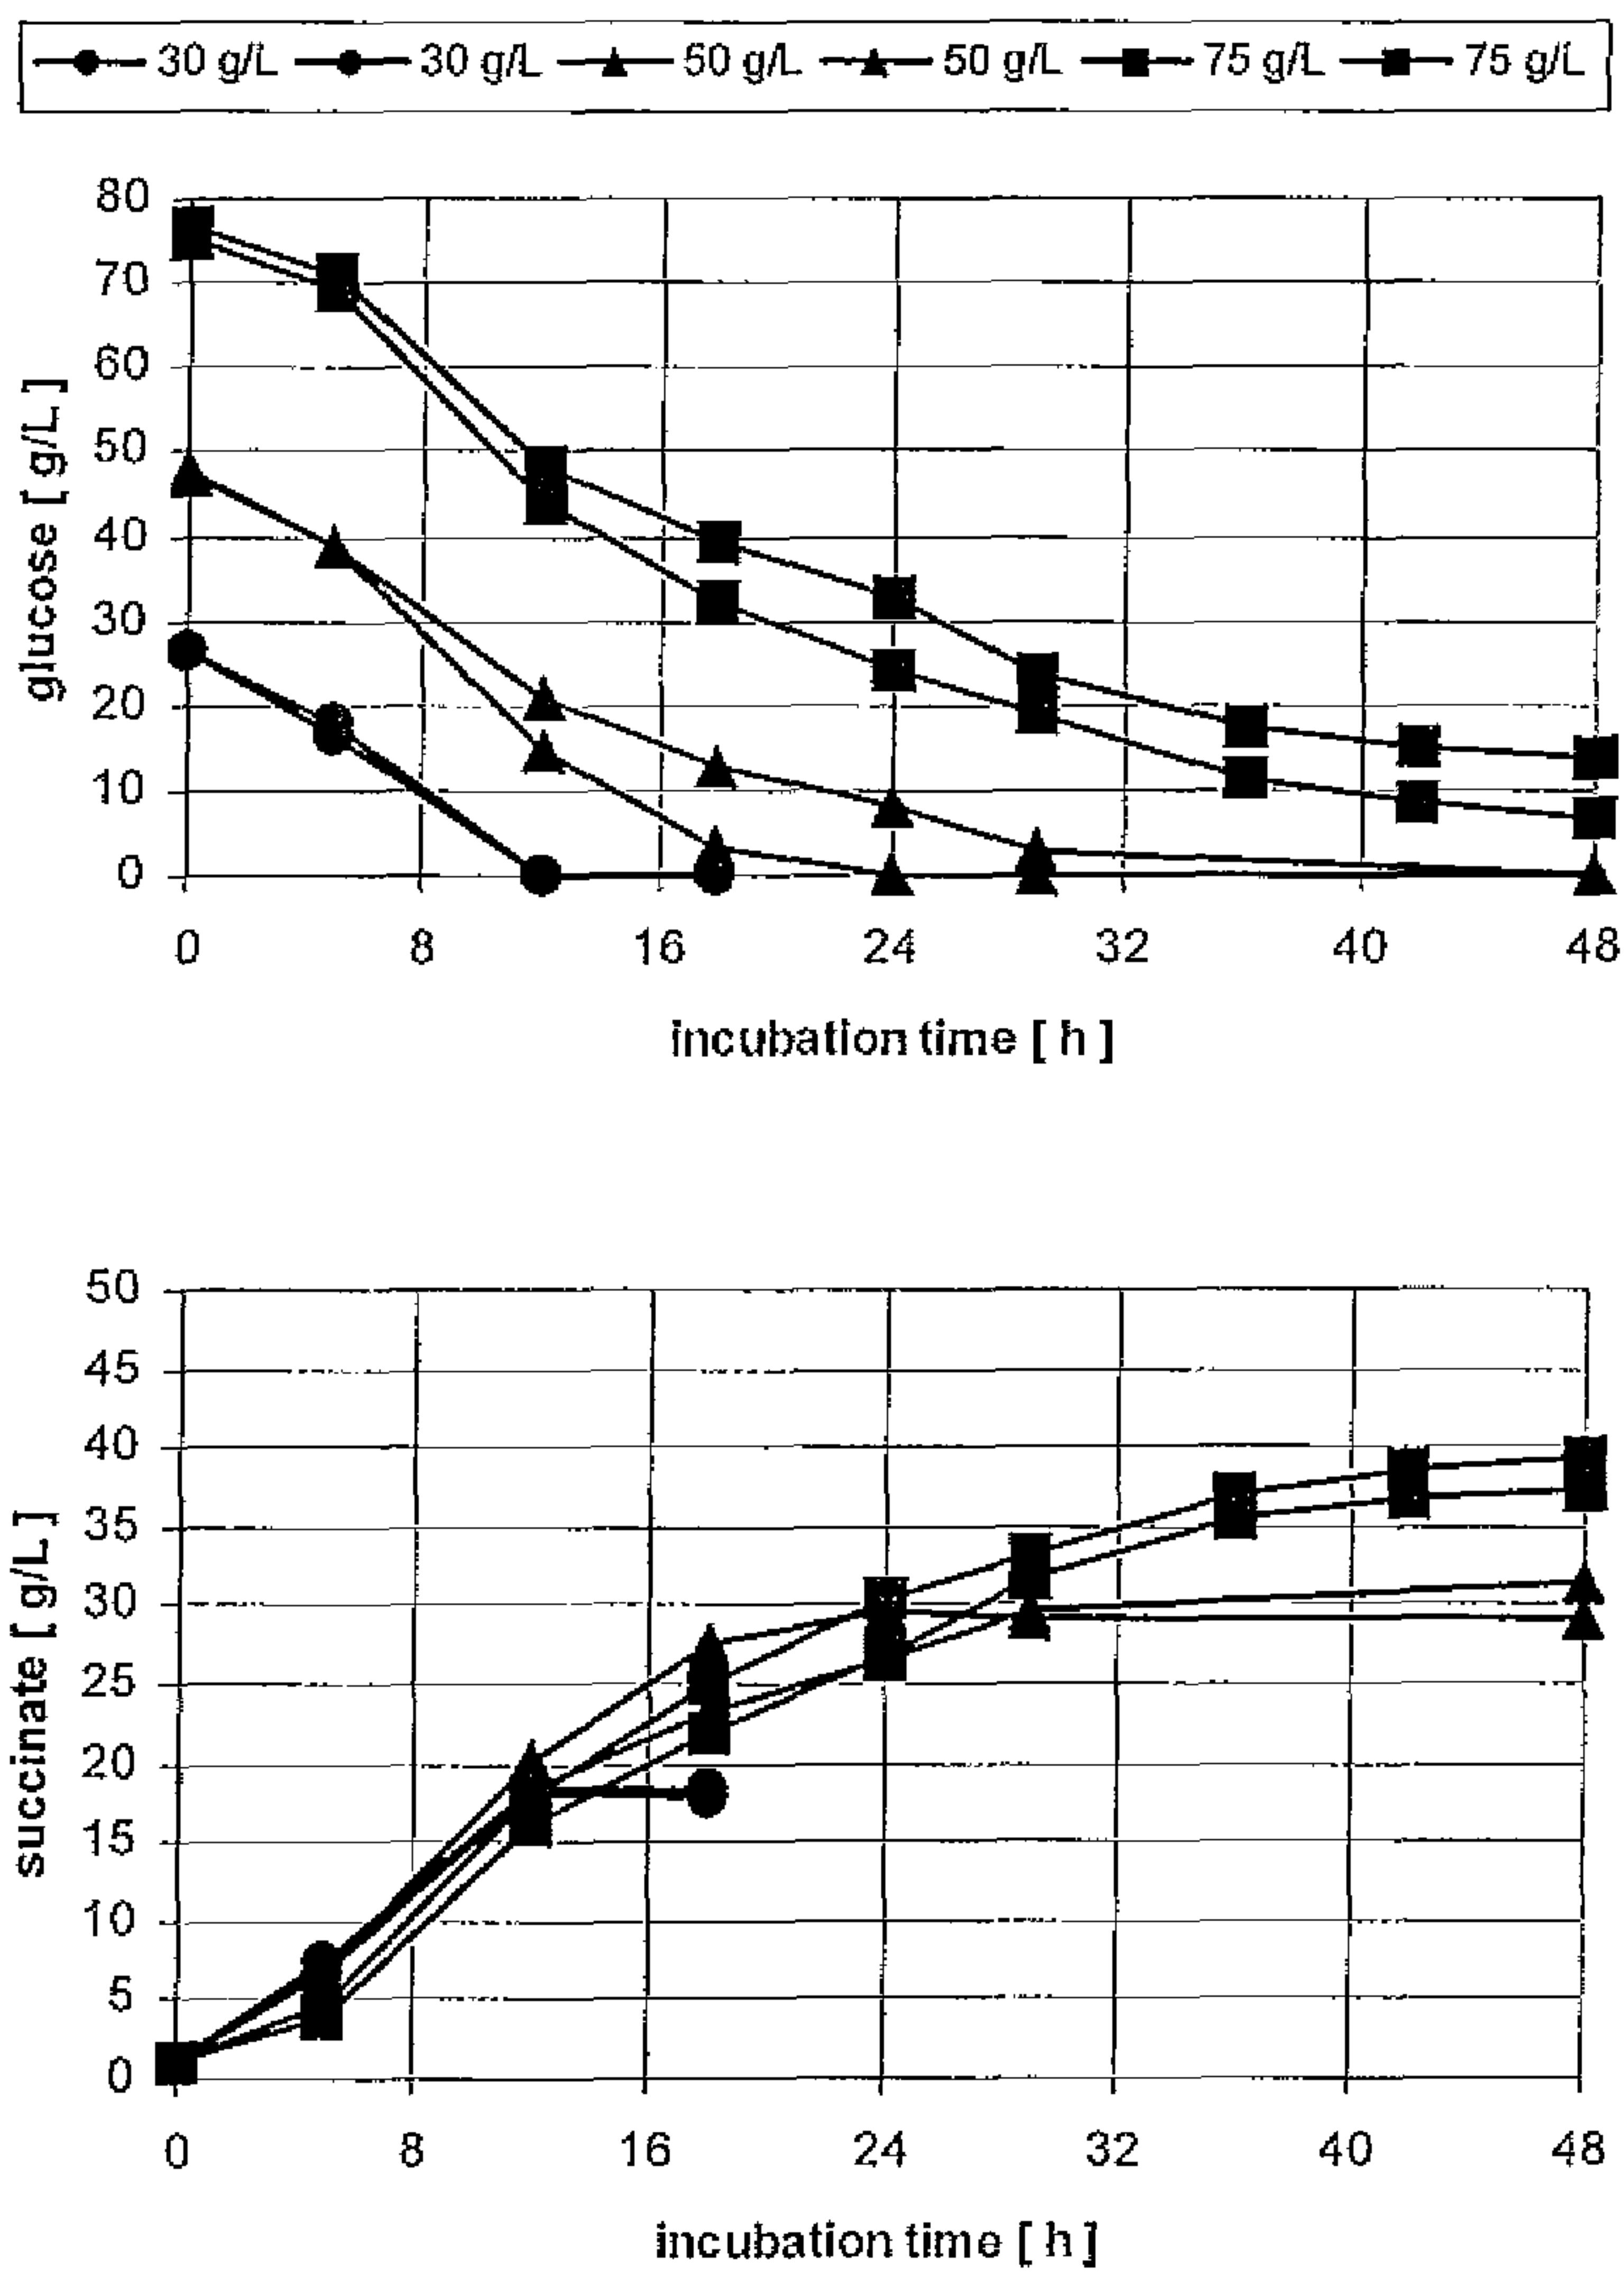 30 g/L 30 g/L 50 g/L 50 g/L 75 g/L 75 g/L
80
70
60
50
40
30
20
10
0
glucose [ g/L ]
0 8 16 24 32 40 48
incubation time [ h ]
50
45
40
35
30
25
20
15
10
5
0
succinate [ g/L ]
0 8 16 24 32 40 48
incubation time [ h ]